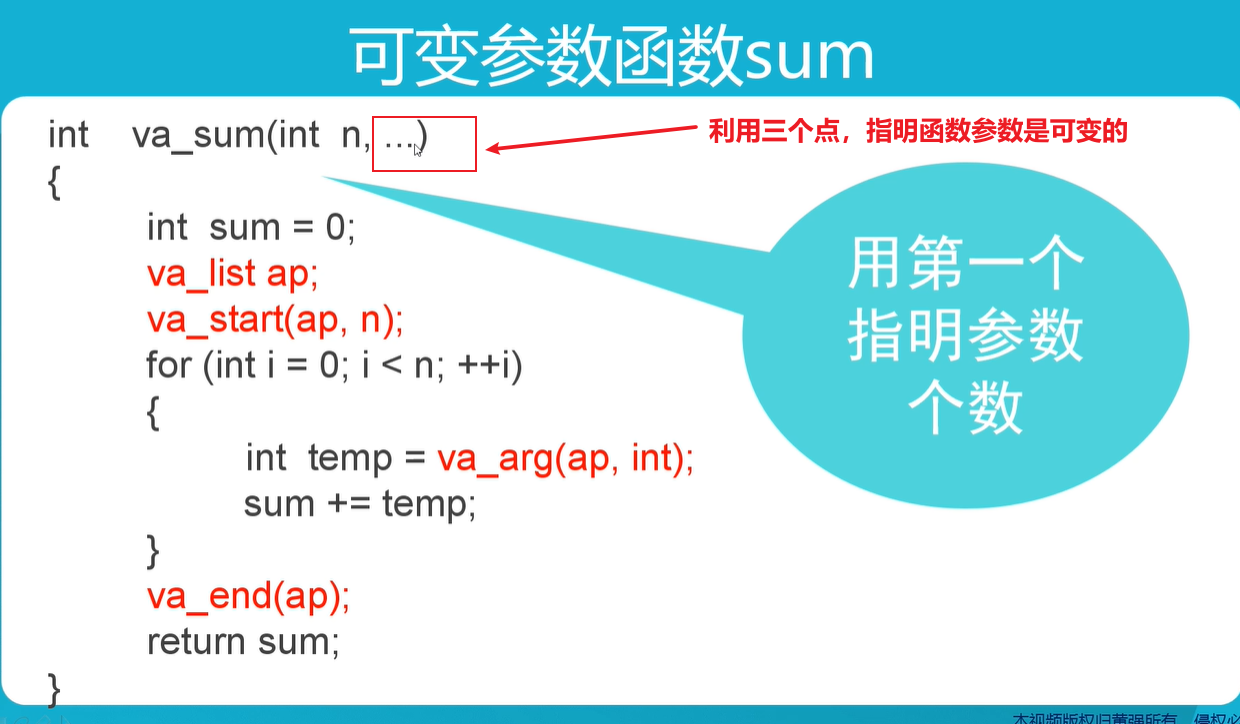 可变参数函数sum
int va_sum(int n, ...)
利用三个点，指明函数参数是可变的
{
int sum = 0;
va_list ap;
va_start(ap, n);
for (int i = 0; i < n; ++i)
{
int temp = va_arg(ap, int);
sum += temp;
}
va_end(ap);
return sum;
}
用第一个
指明参数
个数
本视频版权归董强所有，侵权必